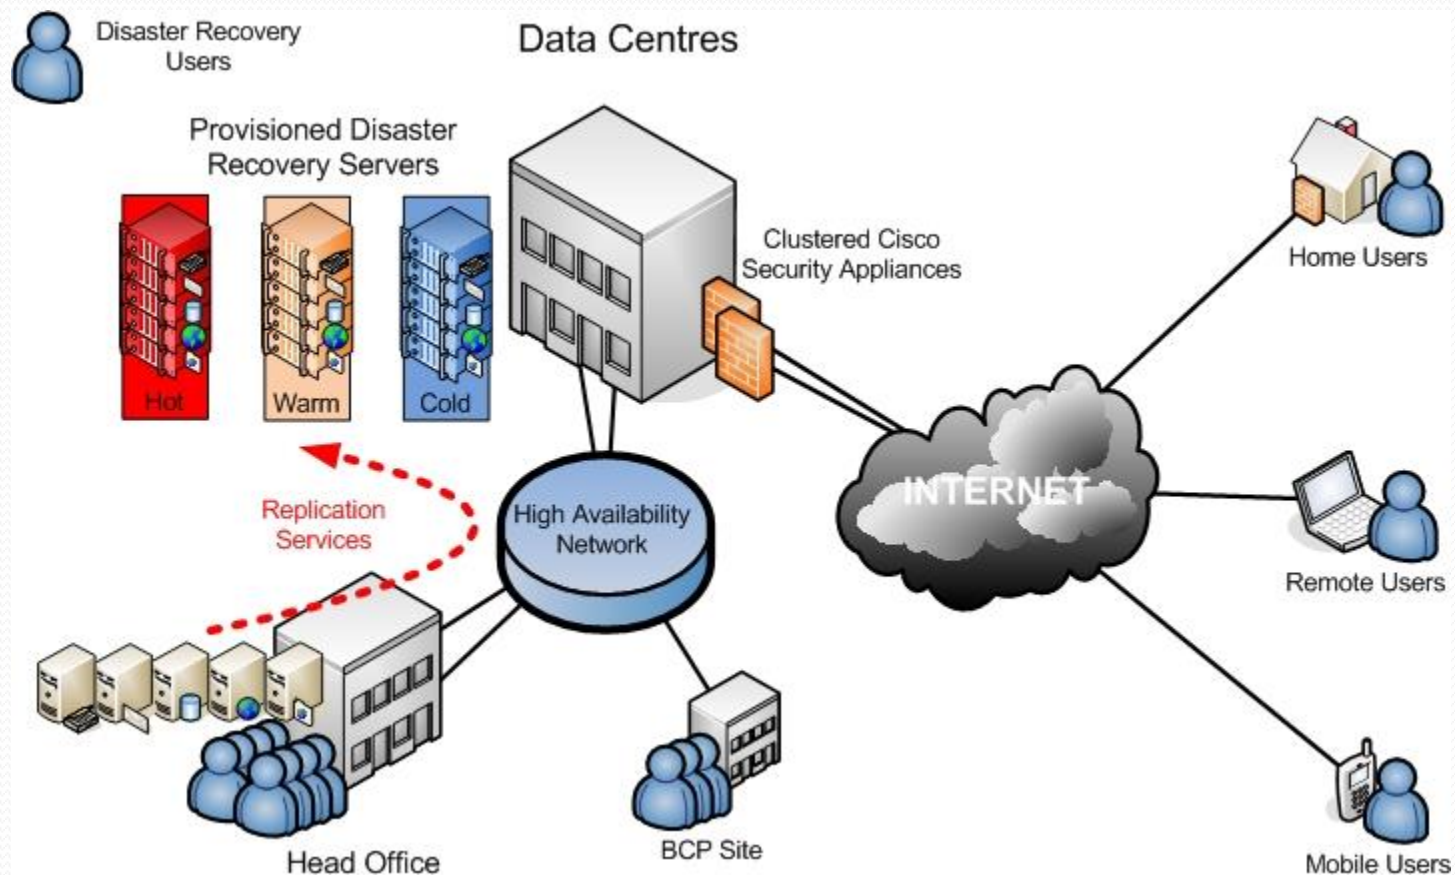 Disaster Recovery
Users
Data Centres
Provisioned Disaster
Recovery Servers
Hot
Warm
Cold
Clustered Cisco
Security Appliances
Home Users
INTERNET
High Availability
Network
Replication
Services
Remote Users
Head Office
BCP Site
Mobile Users